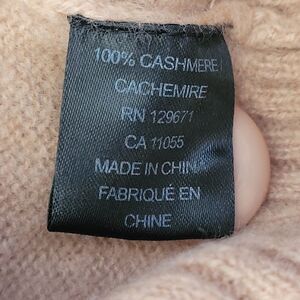 100% CASHMERE
CACHEMIRE
RN 129671
CA 11055
MADE IN CHINA
FABRIQUÉ EN
CHINE